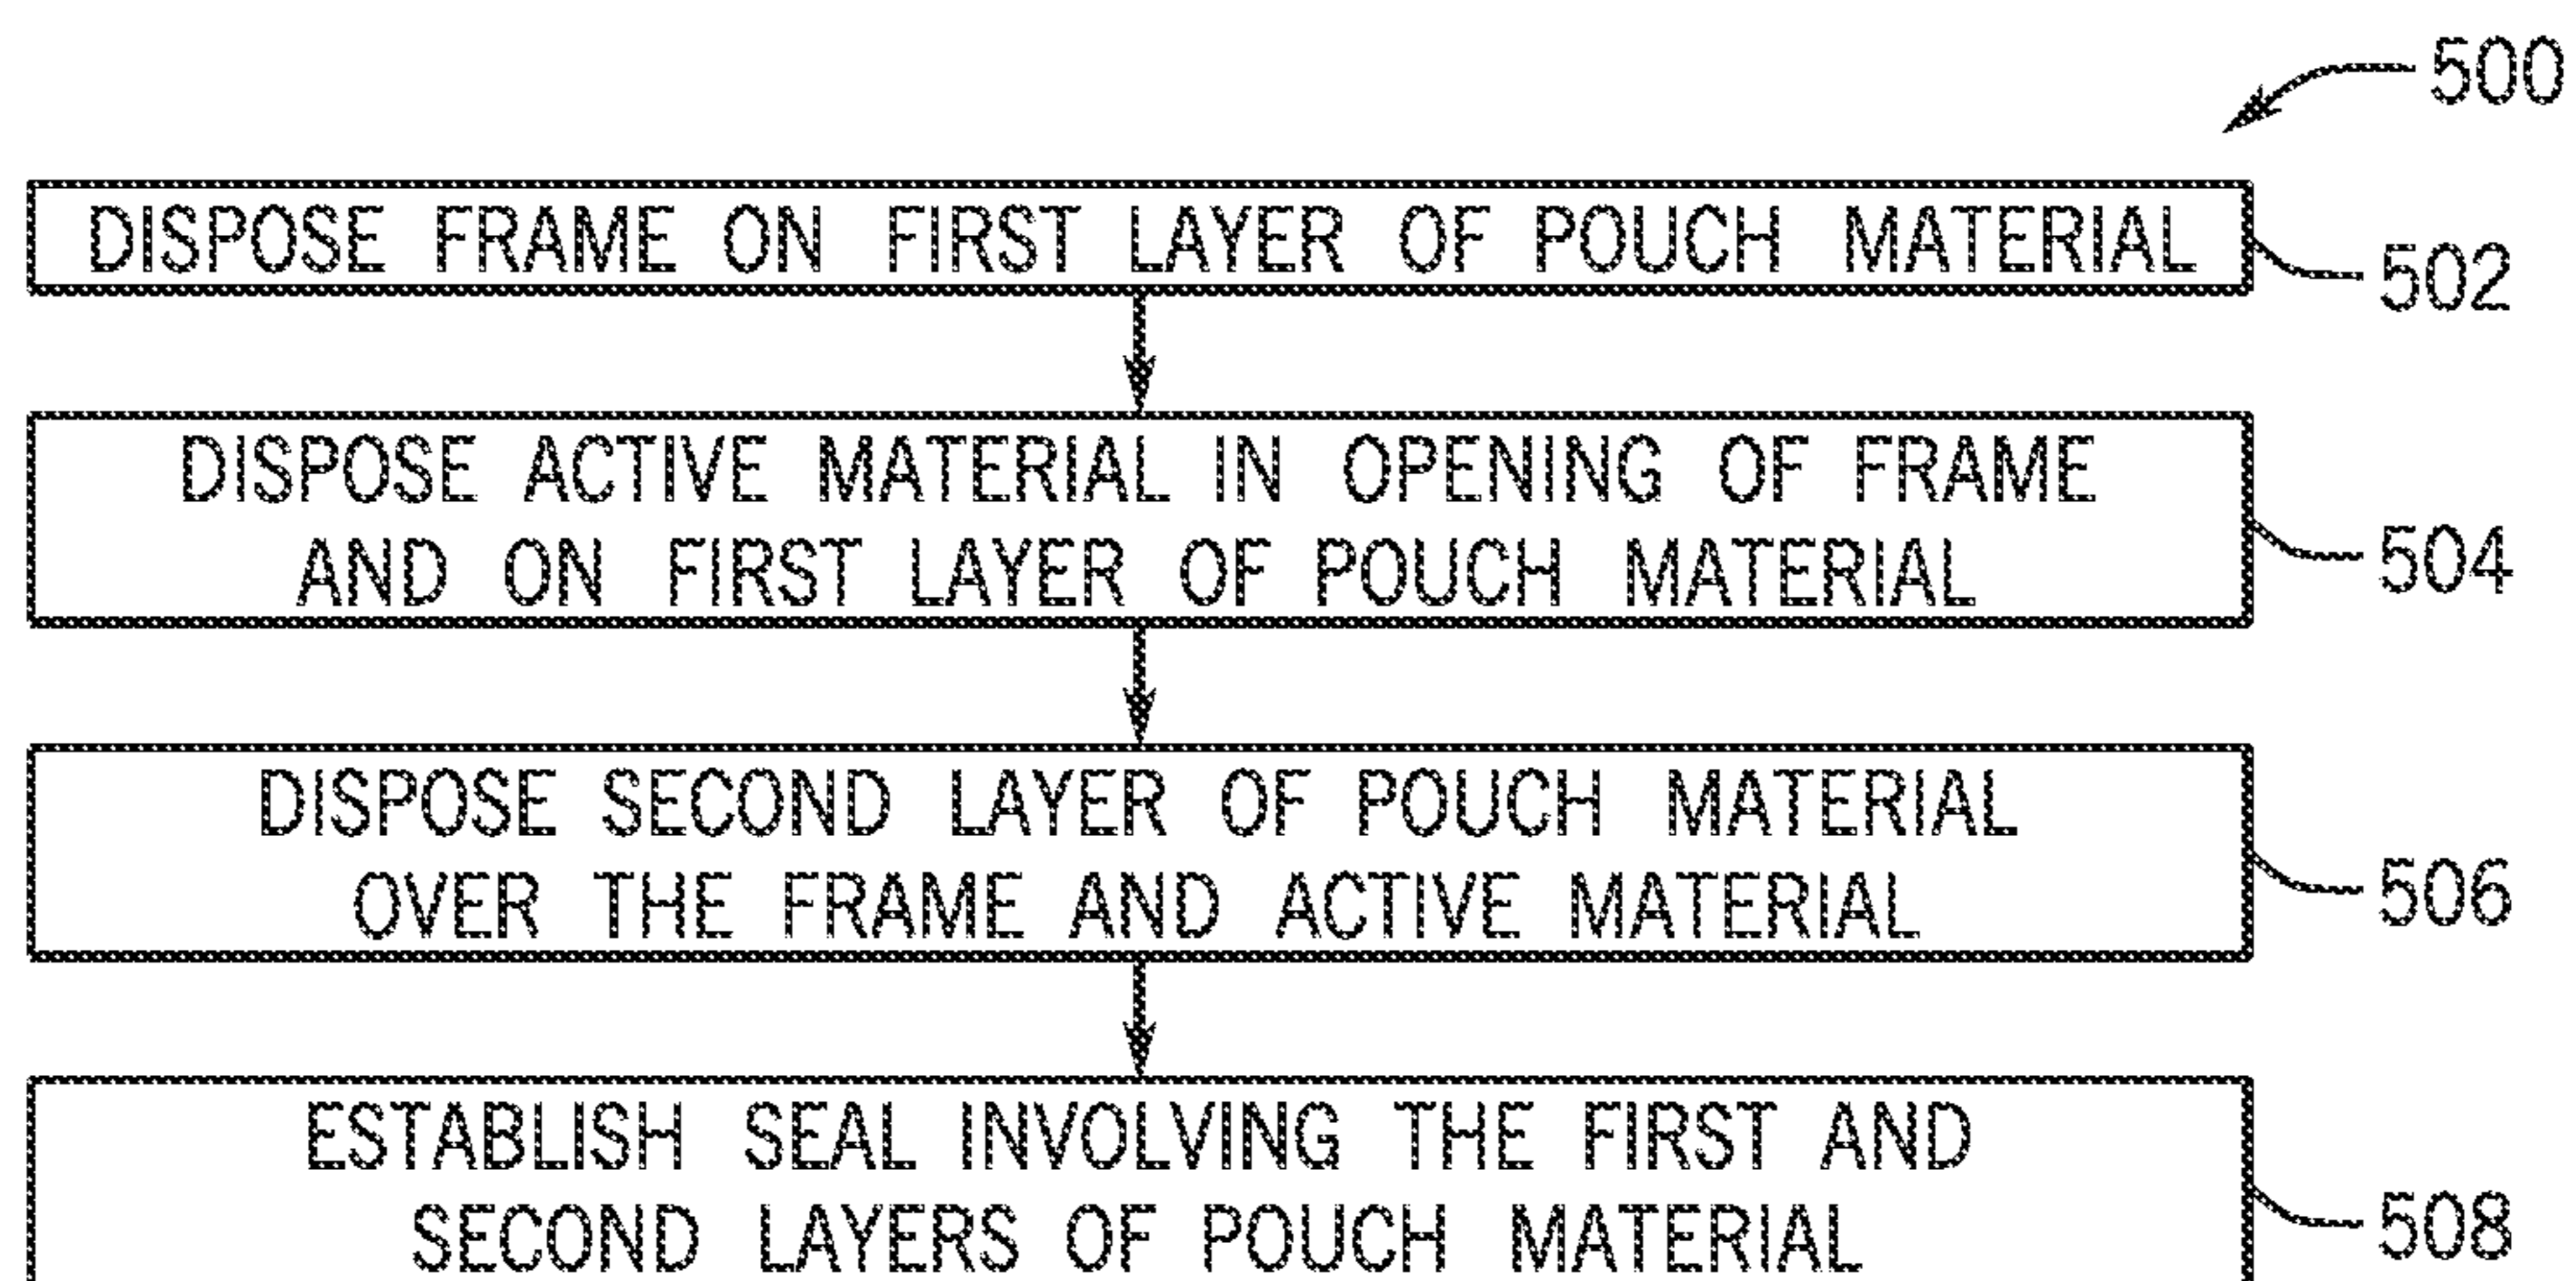 500
DISPOSE FRAME ON FIRST LAYER OF POUCH MATERIAL
502
DISPOSE ACTIVE MATERIAL IN OPENING OF FRAME
AND ON FIRST LAYER OF POUCH MATERIAL
504
DISPOSE SECOND LAYER OF POUCH MATERIAL
OVER THE FRAME AND ACTIVE MATERIAL
506
ESTABLISH SEAL INVOLVING THE FIRST AND
SECOND LAYERS OF POUCH MATERIAL
508